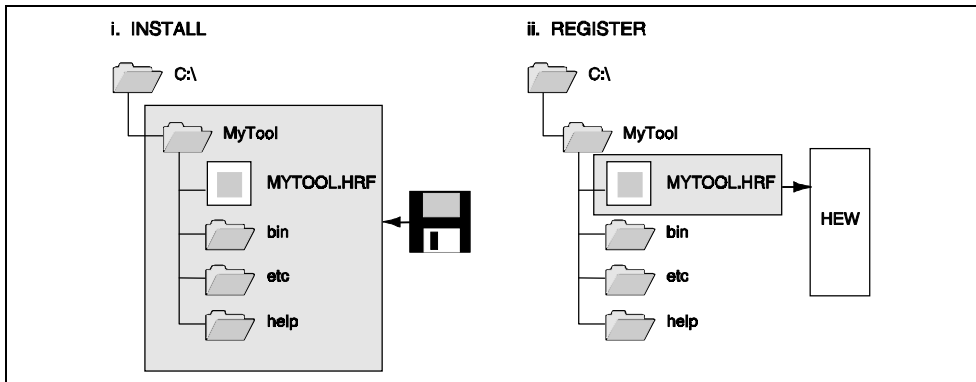 i. INSTALL
C:\
MyTool
MYTOOL.HRF
bin
etc
help
ii. REGISTER
C:\
MyTool
MYTOOL.HRF
bin
etc
help
HEW